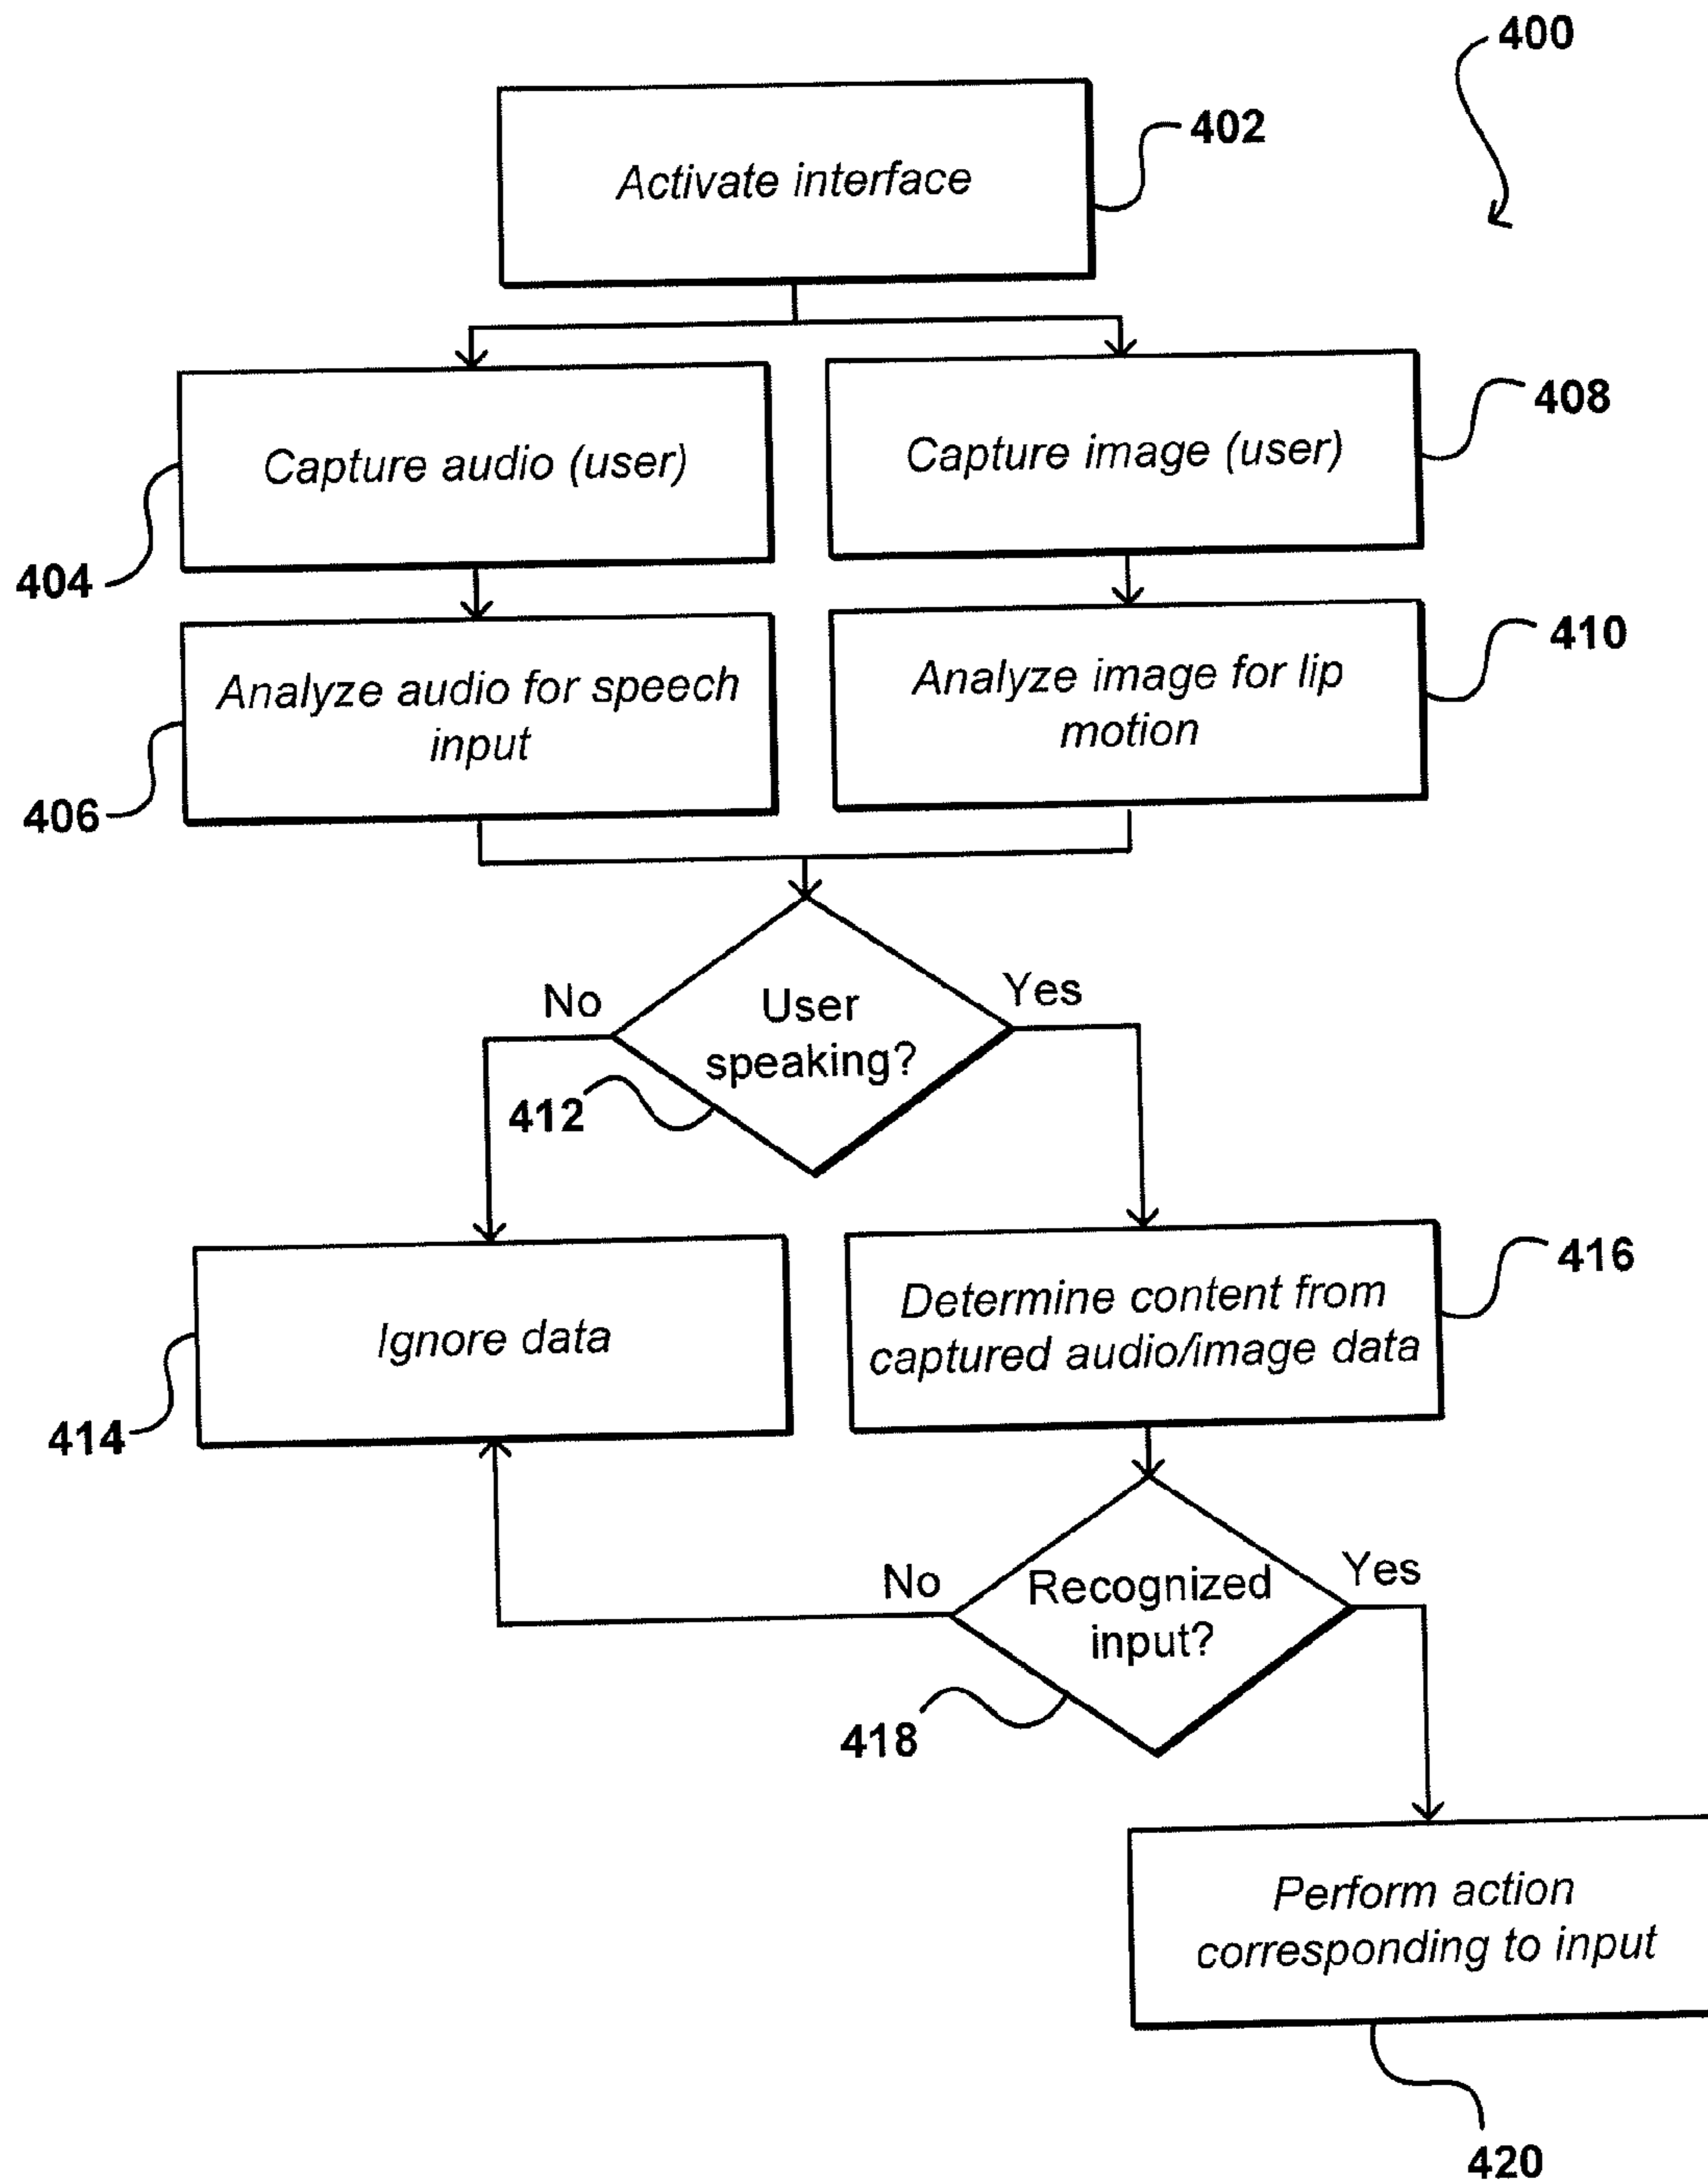 400
402
Activate interface
408
Capture audio (user)
Capture image (user)
404
410
Analyze audio for speech
input
Analyze image for lip
motion
406
No
Yes
User
speaking?
412
416
Ignore data
Determine content from
captured audio/image data
414
No
Yes
Recognized
input?
418
Perform action
corresponding to input
420